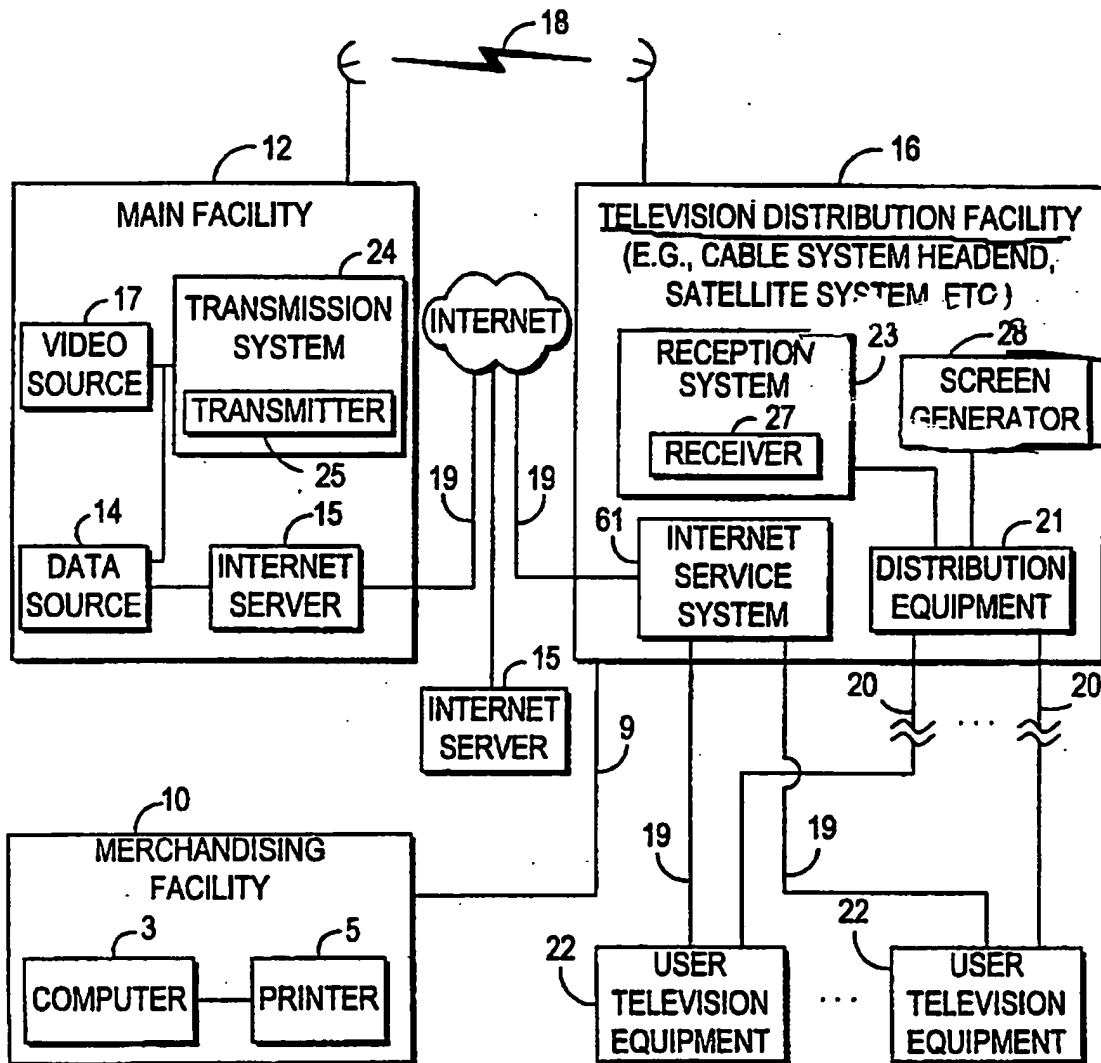 18
12
MAIN FACILITY
24
17
TRANSMISSION
SYSTEM
VIDEO
SOURCE
TRANSMITTER
25
14
15
DATA
SOURCE
INTERNET
SERVER
INTERNET
19
19
15
INTERNET
SERVER
16
TELEVISION DISTRIBUTION FACILITY
(E.G., CABLE SYSTEM HEADEND,
SATELLITE SYSTEM, ETC)
RECEPTION
SYSTEM
23
27
RECEIVER
28
SCREEN
GENERATOR
61
INTERNET
SERVICE
SYSTEM
21
DISTRIBUTION
EQUIPMENT
20
...
20
9
10
MERCHANDISING
FACILITY
3
5
COMPUTER
PRINTER
19
19
22
USER
TELEVISION
EQUIPMENT
...
22
USER
TELEVISION
EQUIPMENT